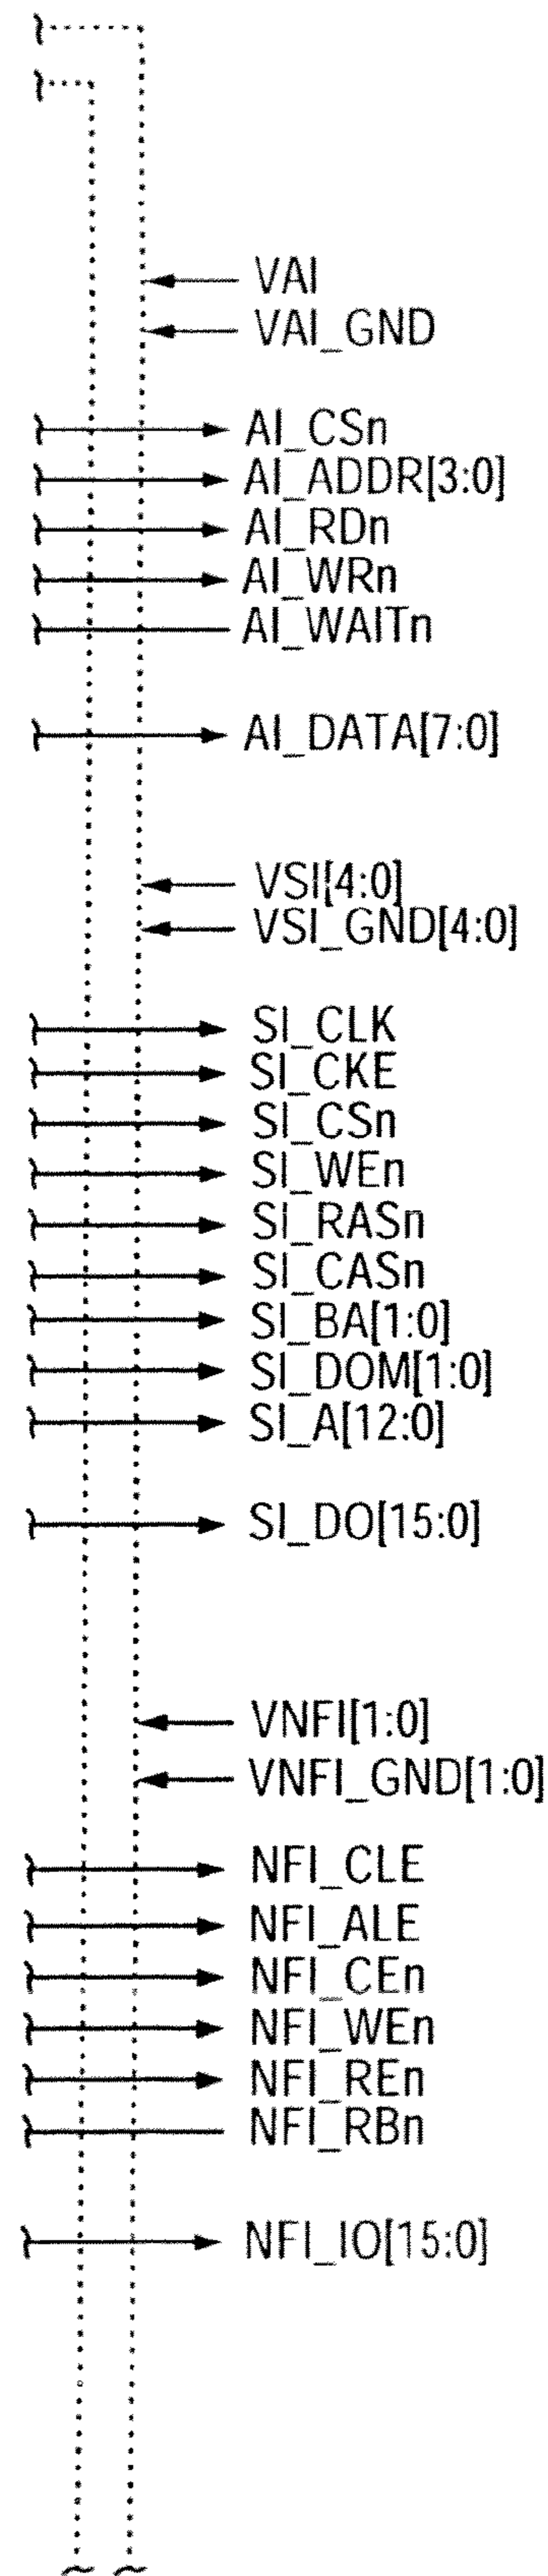 VAI
VAI_GND
AI_CSn
AI_ADDR[3:0]
AI_RDn
AI_WRn
AI_WAITn
AI_DATA[7:0]
VSI[4:0]
VSI_GND[4:0]
SI_CLK
SI_CKE
SI_CSn
SI_WEn
SI_RASn
SI_CASn
SI_BA[1:0]
SI_DOM[1:0]
SI_A[12:0]
SI_DO[15:0]
VNFI[1:0]
VNFI_GND[1:0]
NFI_CLE
NFI_ALE
NFI_CEn
NFI_WEn
NFI_REn
NFI_RBn
NFI_IO[15:0]